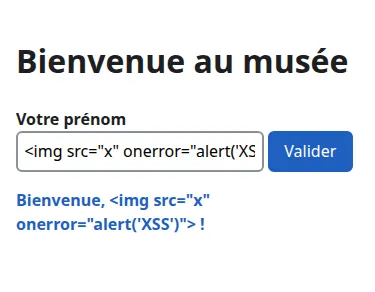 Bienvenue au musée
Votre prénom
<img src="x" onerror="alert('XS
Valider
Bienvenue, <img src="x"
onerror="alert('XSS')"> !